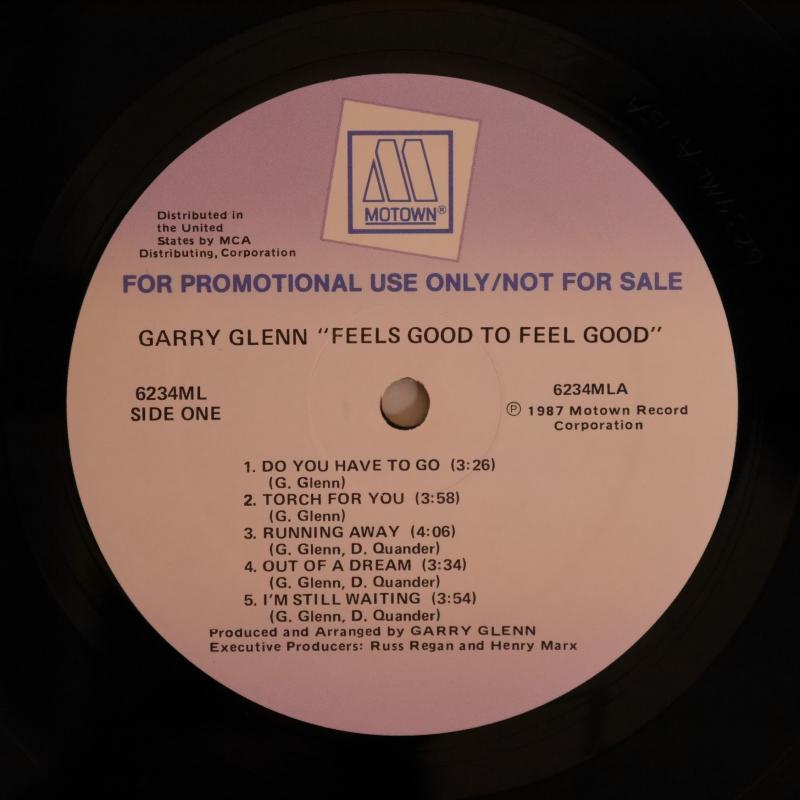 MOTOWN®
Distributed in
the United
States by MCA
Distributing, Corporation
FOR PROMOTIONAL USE ONLY/NOT FOR SALE
GARRY GLENN "FEELS GOOD TO FEEL GOOD"
6234ML
SIDE ONE
6234MLA
Ⓟ 1987 Motown Record
Corporation
1. DO YOU HAVE TO GO (3:26)
(G. Glenn)
2. TORCH FOR YOU (3:58)
(G. Glenn)
3. RUNNING AWAY (4:06)
(G. Glenn, D. Quander)
4. OUT OF A DREAM (3:34)
(G. Glenn, D. Quander)
5. I'M STILL WAITING (3:54)
(G. Glenn, D. Quander)
Produced and Arranged by GARRY GLENN
Executive Producers: Russ Regan and Henry Marx